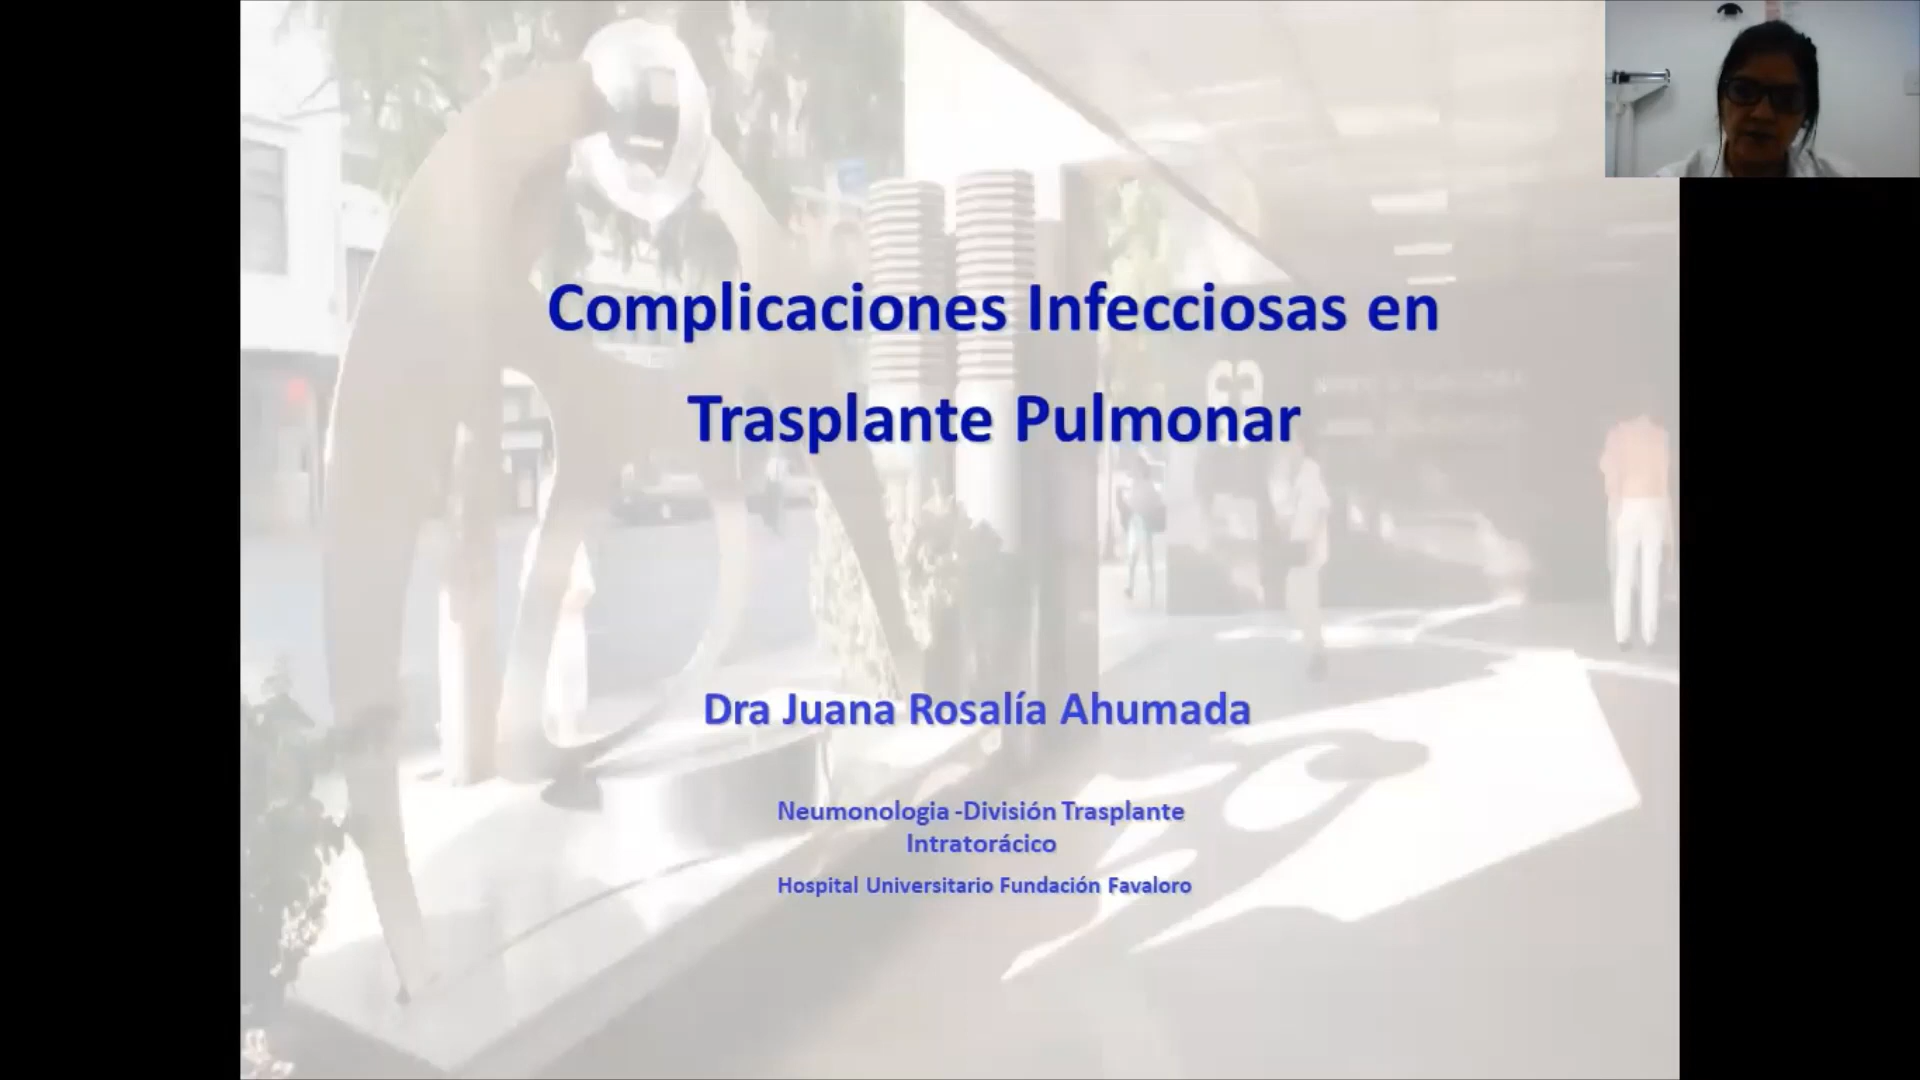 Complicaciones Infecciosas en
Trasplante Pulmonar
Dra Juana Rosalía Ahumada
Neumonologia -División Trasplante
Intratorácico
Hospital Universitario Fundación Favaloro